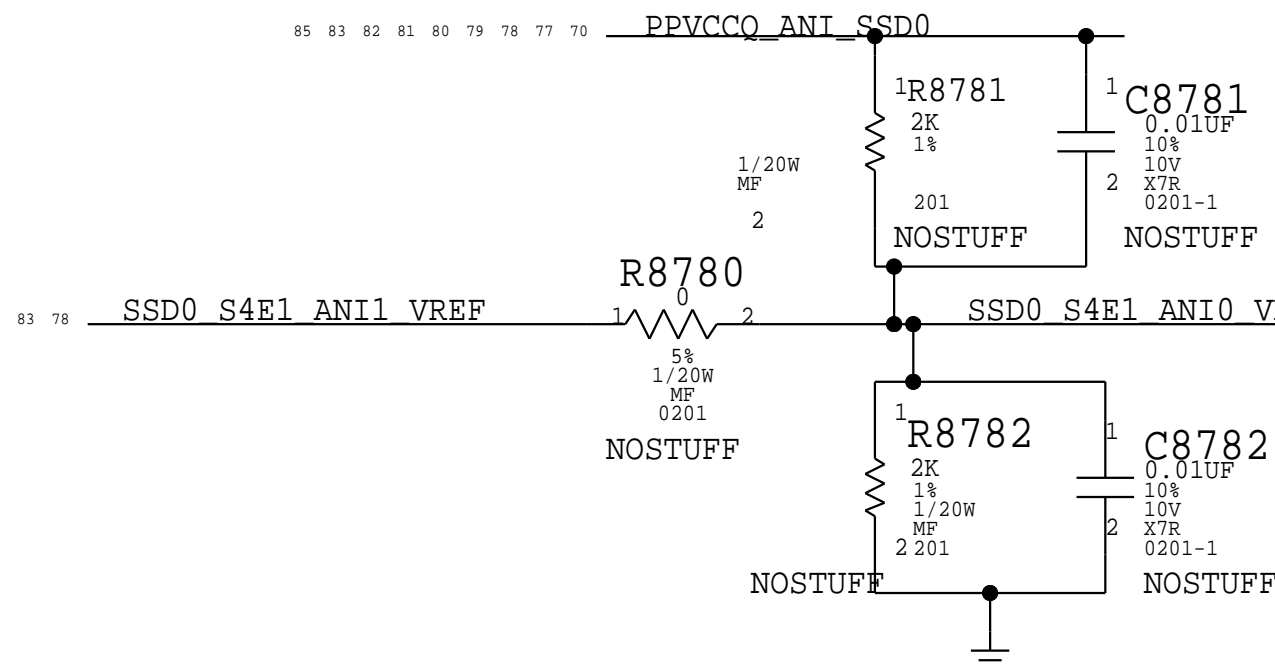 85 83 82 81 80 79 78 77 70 PPVCCQ_ANI_SSD0
1 R8781
2K
1%
1/20W
MF
201
2
NOSTUFF
1 C8781
0.01UF
10%
10V
X7R
2
0201-1
NOSTUFF
83 78 SSD0_S4E1_ANI1_VREF
R8780
0
1 2
5%
1/20W
MF
0201
NOSTUFF
SSD0_S4E1_ANI0_V
1
R8782
2K
1%
1/20W
MF
2 201
NOSTUFF
1 C8782
0.01UF
10%
10V
X7R
2
0201-1
NOSTUFF